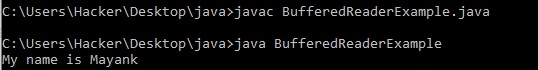 C:\Users\Hacker\Desktop\java>javac BufferedReaderExample.java
C:\Users\Hacker\Desktop\java>java BufferedReaderExample
My name is Mayank